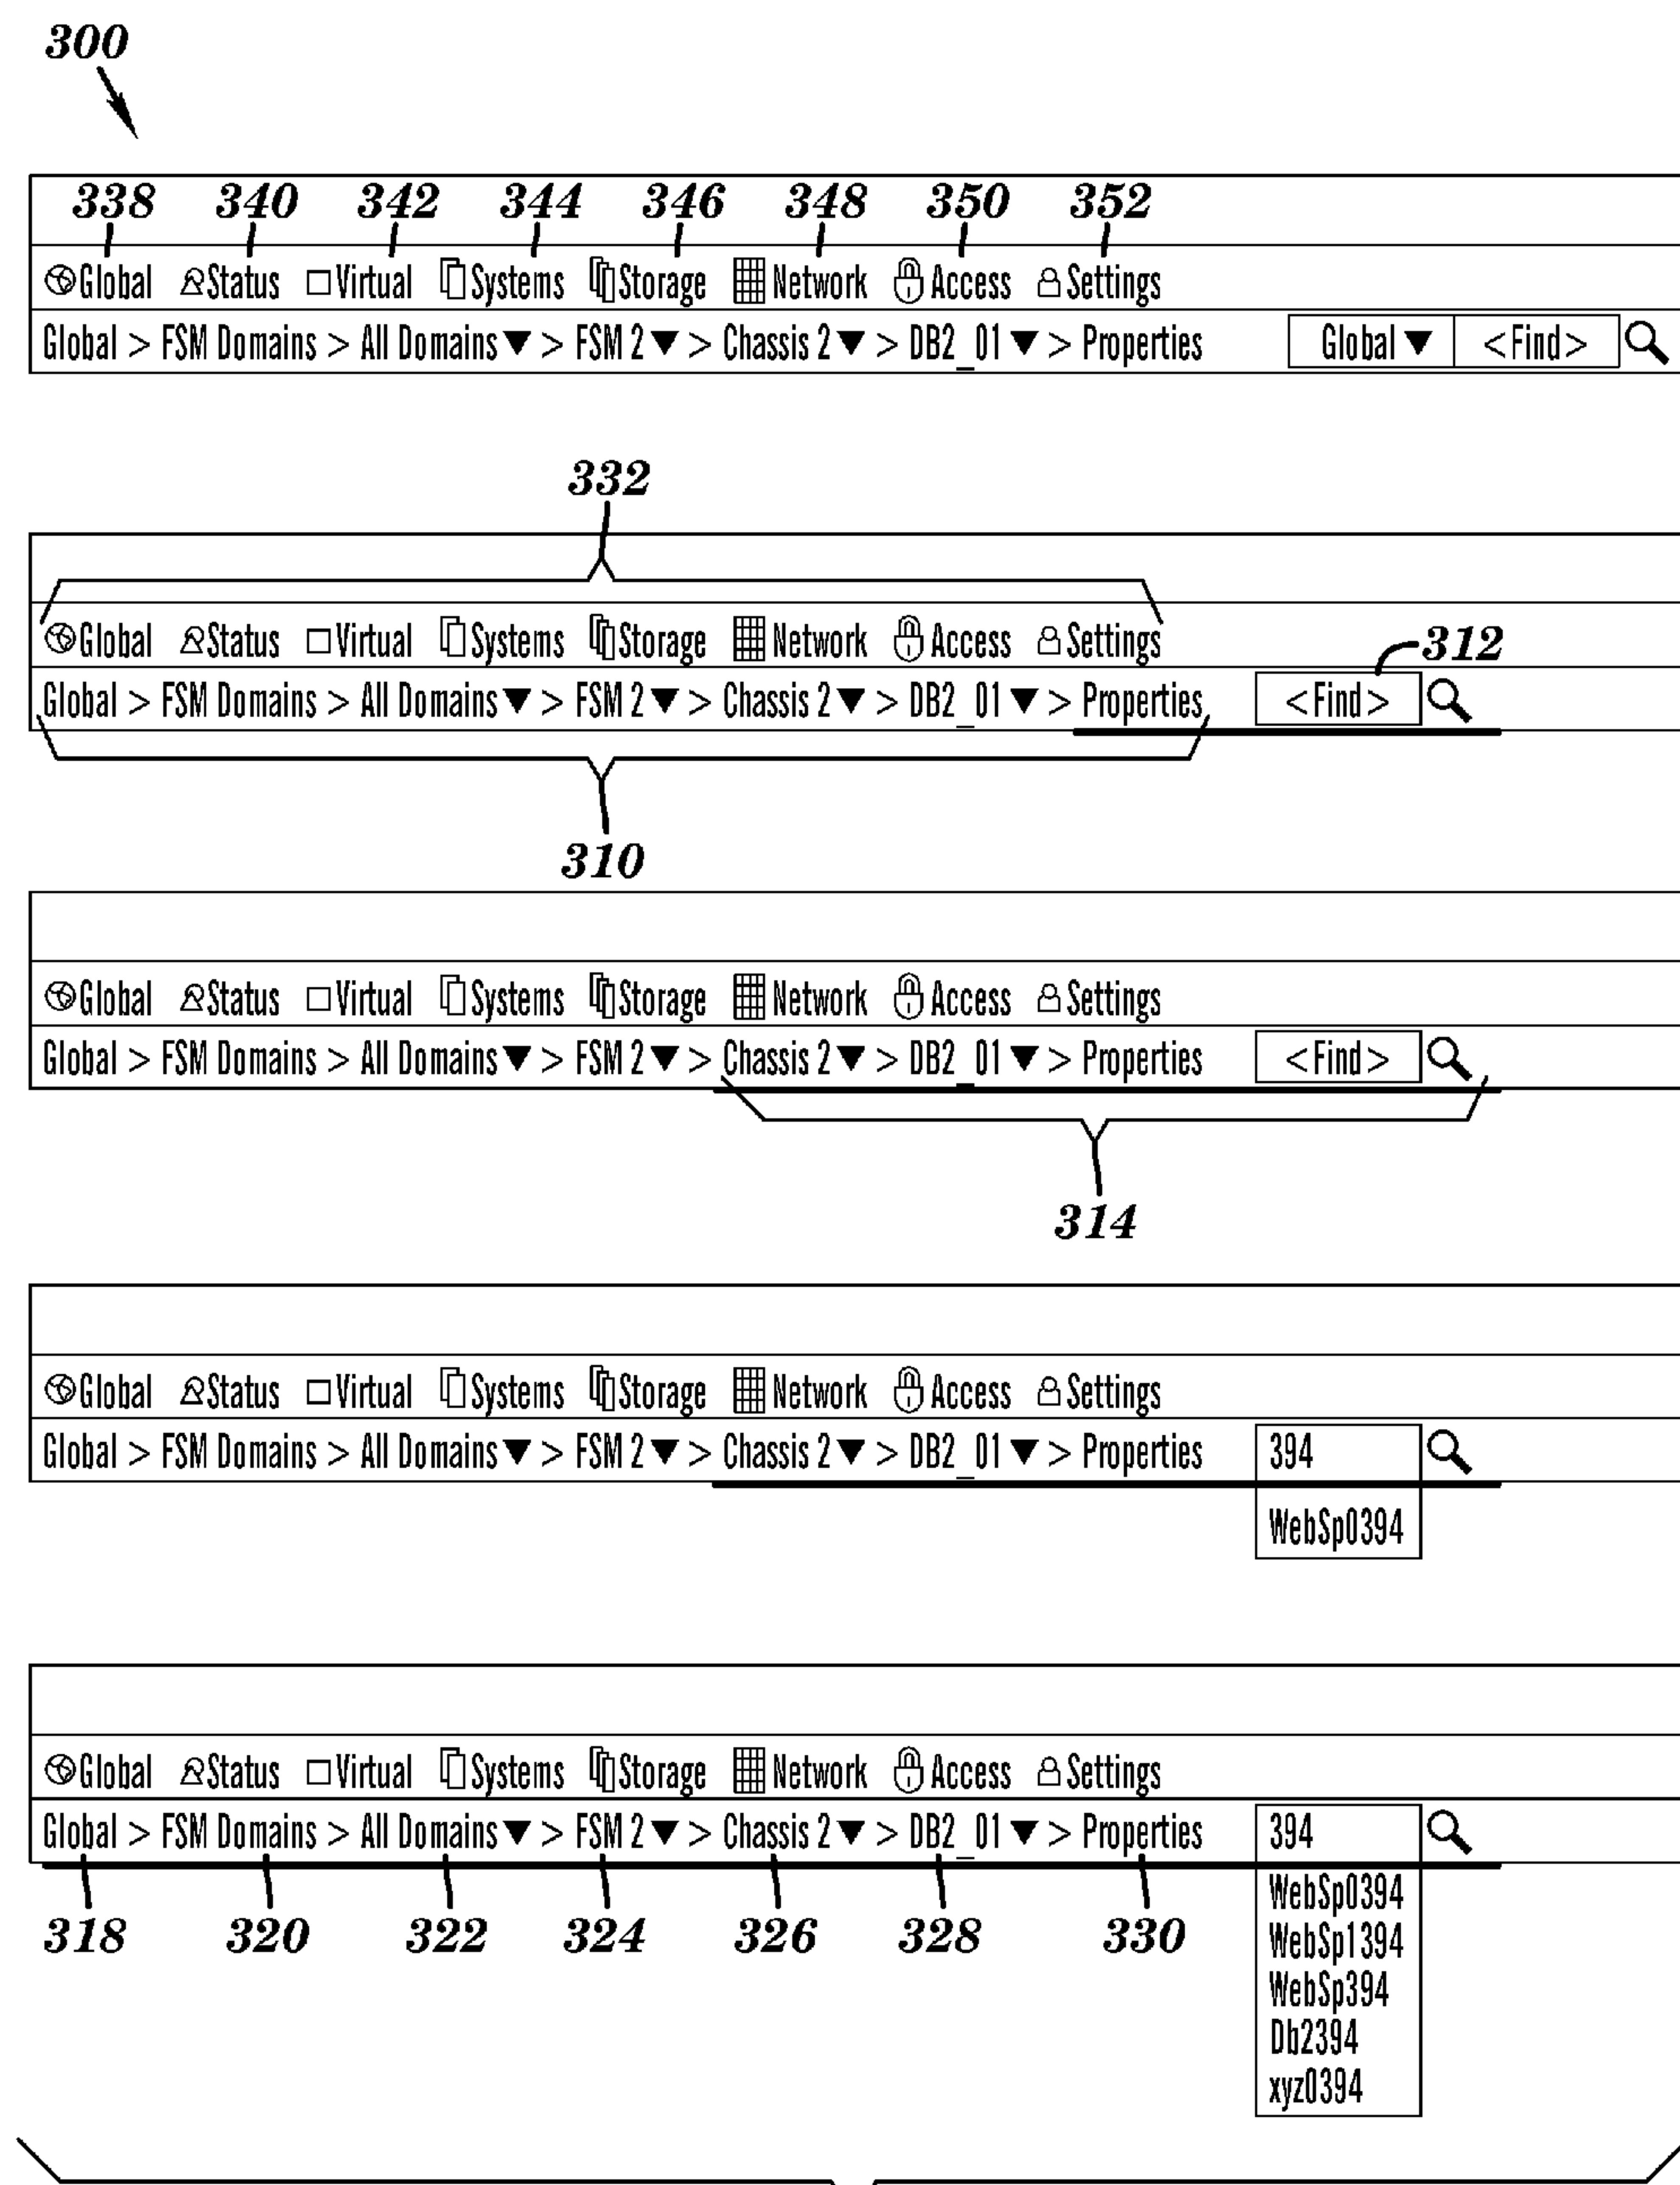 300
338 340 342 344 346 348 350 352
Global Status Virtual Systems Storage Network Access Settings
Global > FSM Domains > All Domains ▼ > FSM 2 ▼ > Chassis 2 ▼ > DB2_01 ▼ > Properties Global ▼ <Find>
332
Global Status Virtual Systems Storage Network Access Settings
312
Global > FSM Domains > All Domains ▼ > FSM 2 ▼ > Chassis 2 ▼ > DB2_01 ▼ > Properties <Find>
310
Global Status Virtual Systems Storage Network Access Settings
Global > FSM Domains > All Domains ▼ > FSM 2 ▼ > Chassis 2 ▼ > DB2_01 ▼ > Properties <Find>
314
Global Status Virtual Systems Storage Network Access Settings
Global > FSM Domains > All Domains ▼ > FSM 2 ▼ > Chassis 2 ▼ > DB2_01 ▼ > Properties 394
WebSp0394
Global Status Virtual Systems Storage Network Access Settings
Global > FSM Domains > All Domains ▼ > FSM 2 ▼ > Chassis 2 ▼ > DB2_01 ▼ > Properties 394
WebSp0394
318 320 322 324 326 328 330
WebSp1394
WebSp394
Db2394
xyz0394